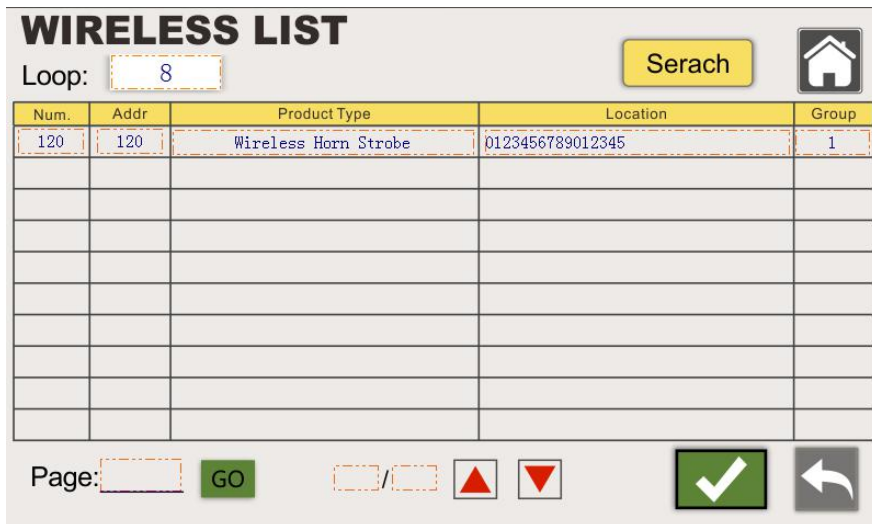 WIRELESS LIST
Loop: 8 Serach
Num. Addr Product Type Location Group
120 120 Wireless Horn Strobe 0123456789012345 1
Page: GO /